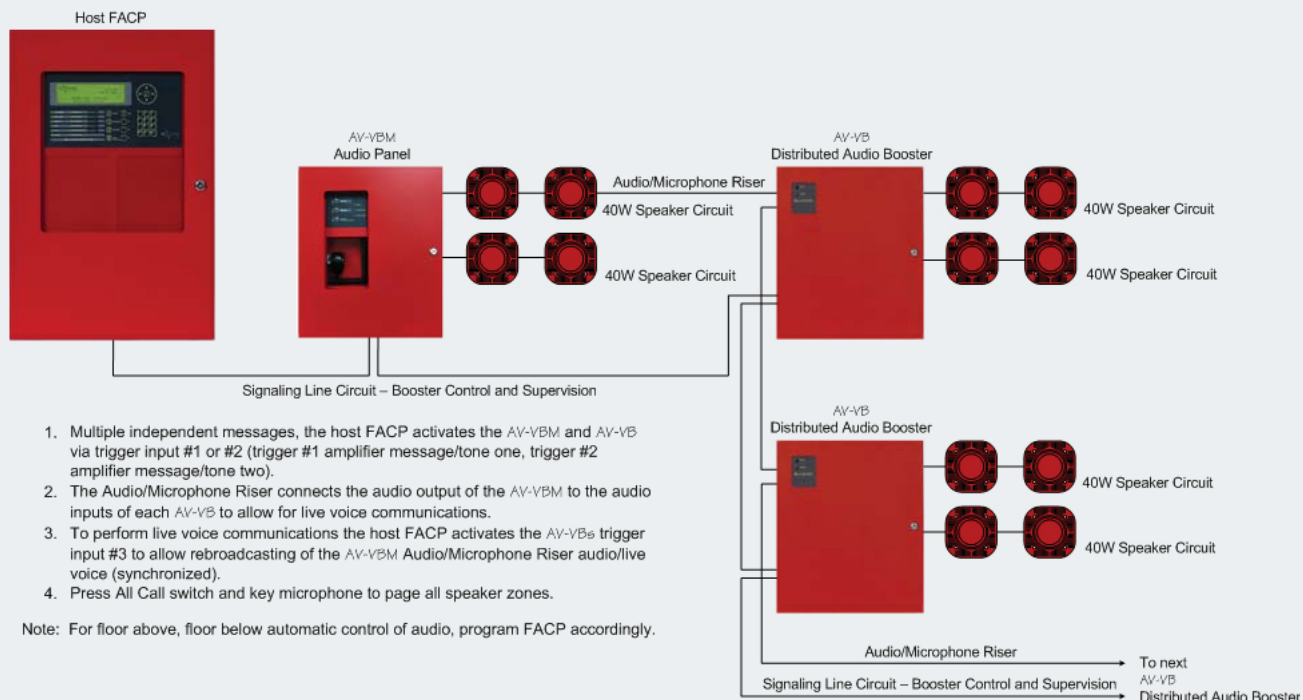 Host FACP
AV-VBM
Audio Panel
AV-VB
Distributed Audio Booster
Audio/Microphone Riser
40W Speaker Circuit
40W Speaker Circuit
40W Speaker Circuit
40W Speaker Circuit
Signaling Line Circuit – Booster Control and Supervision
AV-VB
Distributed Audio Booster
40W Speaker Circuit
40W Speaker Circuit
1. Multiple independent messages, the host FACP activates the AV-VBM and AV-VB
via trigger input #1 or #2 (trigger #1 amplifier message/tone one, trigger #2
amplifier message/tone two).
2. The Audio/Microphone Riser connects the audio output of the AV-VBM to the audio
inputs of each AV-VB to allow for live voice communications.
3. To perform live voice communications the host FACP activates the AV-VBs trigger
input #3 to allow rebroadcasting of the AV-VBM Audio/Microphone Riser audio/live
voice (synchronized).
4. Press All Call switch and key microphone to page all speaker zones.
Note: For floor above, floor below automatic control of audio, program FACP accordingly.
Audio/Microphone Riser
Signaling Line Circuit – Booster Control and Supervision
To next
AV-VB
Distributed Audio Booster